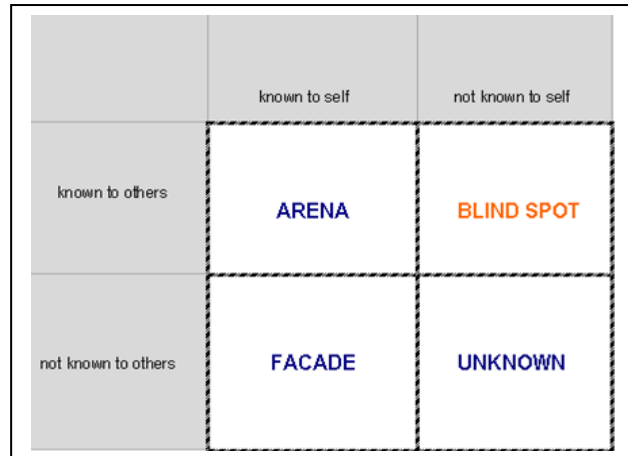 known to self not known to self
known to others ARENA BLIND SPOT
not known to others FACADE UNKNOWN